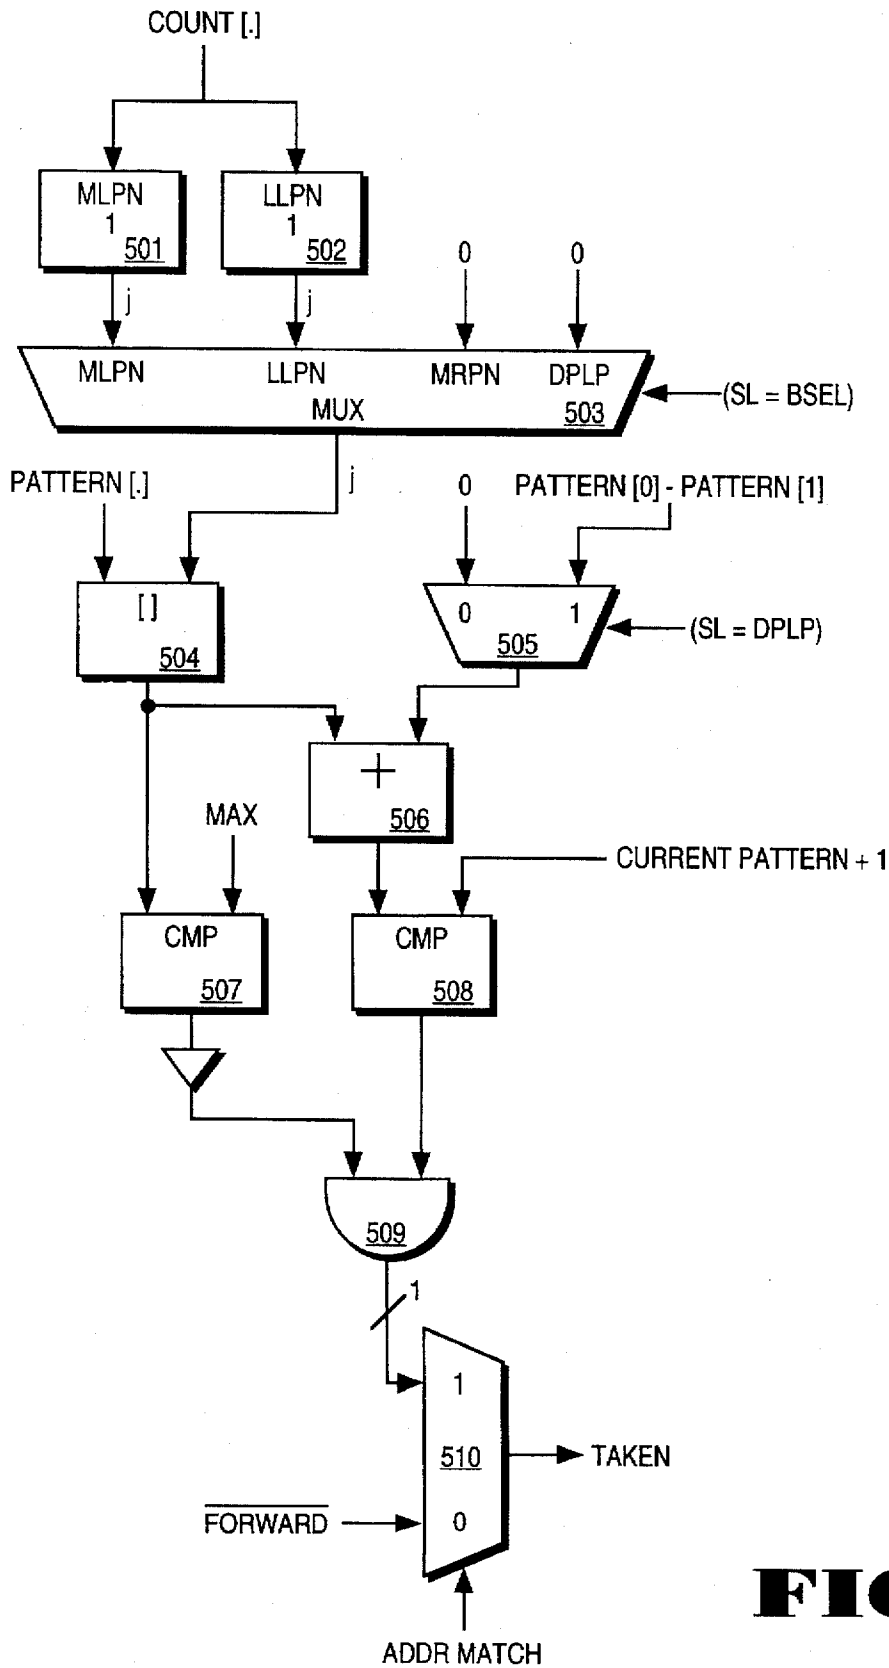 COUNT [.]
MLPN
1
501
LLPN
1
502
0
0
j
j
MLPN
LLPN
MRPN
DPLP
MUX
503
(SL = BSEL)
j
PATTERN [.]
0
PATTERN [0] - PATTERN [1]
[ ]
504
0
1
505
(SL = DPLP)
+
506
MAX
CURRENT PATTERN + 1
CMP
507
CMP
508
509
1
1
510
0
TAKEN
FORWARD
ADDR MATCH